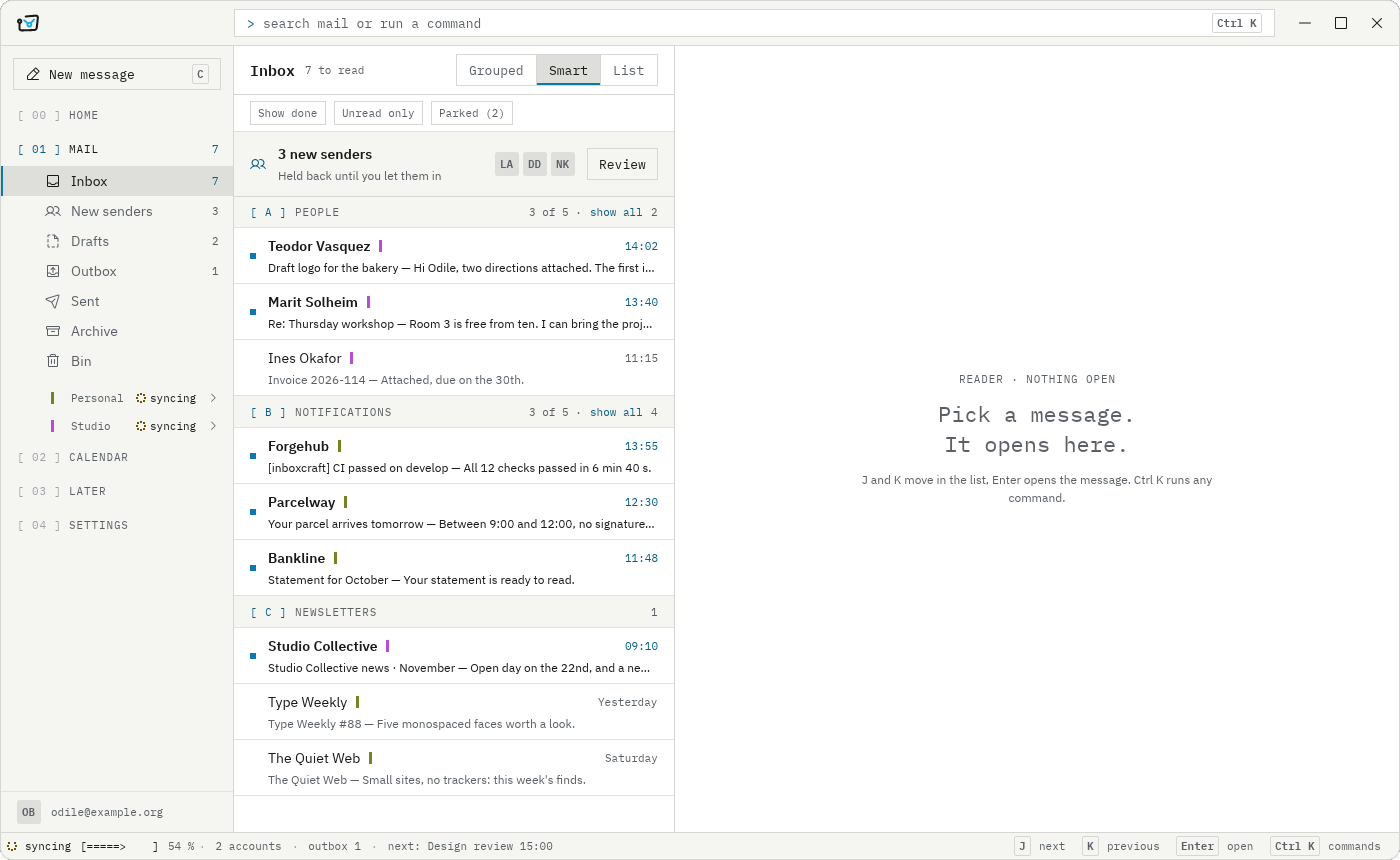 > search mail or run a command Ctrl K
New message C
[ 00 ] HOME
[ 01 ] MAIL 7
Inbox 7
New senders 3
Drafts 2
Outbox 1
Sent
Archive
Bin
Personal syncing
Studio syncing
[ 02 ] CALENDAR
[ 03 ] LATER
[ 04 ] SETTINGS
OB odile@example.org
Inbox 7 to read Grouped Smart List
Show done Unread only Parked (2)
3 new senders
Held back until you let them in
LA DD NK Review
[ A ] PEOPLE 3 of 5 · show all 2
Teodor Vasquez 14:02
Draft logo for the bakery — Hi Odile, two directions attached. The first i…
Marit Solheim 13:40
Re: Thursday workshop — Room 3 is free from ten. I can bring the proj…
Ines Okafor 11:15
Invoice 2026-114 — Attached, due on the 30th.
[ B ] NOTIFICATIONS 3 of 5 · show all 4
Forgehub 13:55
[inboxcraft] CI passed on develop — All 12 checks passed in 6 min 40 s.
Parcelway 12:30
Your parcel arrives tomorrow — Between 9:00 and 12:00, no signature…
Bankline 11:48
Statement for October — Your statement is ready to read.
[ C ] NEWSLETTERS 1
Studio Collective 09:10
Studio Collective news · November — Open day on the 22nd, and a ne…
Type Weekly Yesterday
Type Weekly #88 — Five monospaced faces worth a look.
The Quiet Web Saturday
The Quiet Web — Small sites, no trackers: this week's finds.
READER · NOTHING OPEN
Pick a message.
It opens here.
J and K move in the list, Enter opens the message. Ctrl K runs any
command.
syncing [=====> ] 54 % · 2 accounts · outbox 1 · next: Design review 15:00
J next K previous Enter open Ctrl K commands